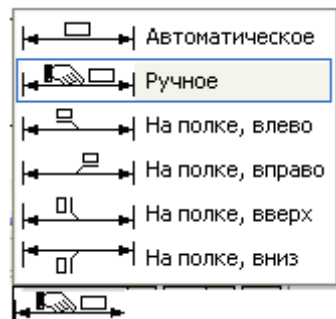 Автоматическое
Ручное
На полке, влево
На полке, вправо
На полке, вверх
На полке, вниз